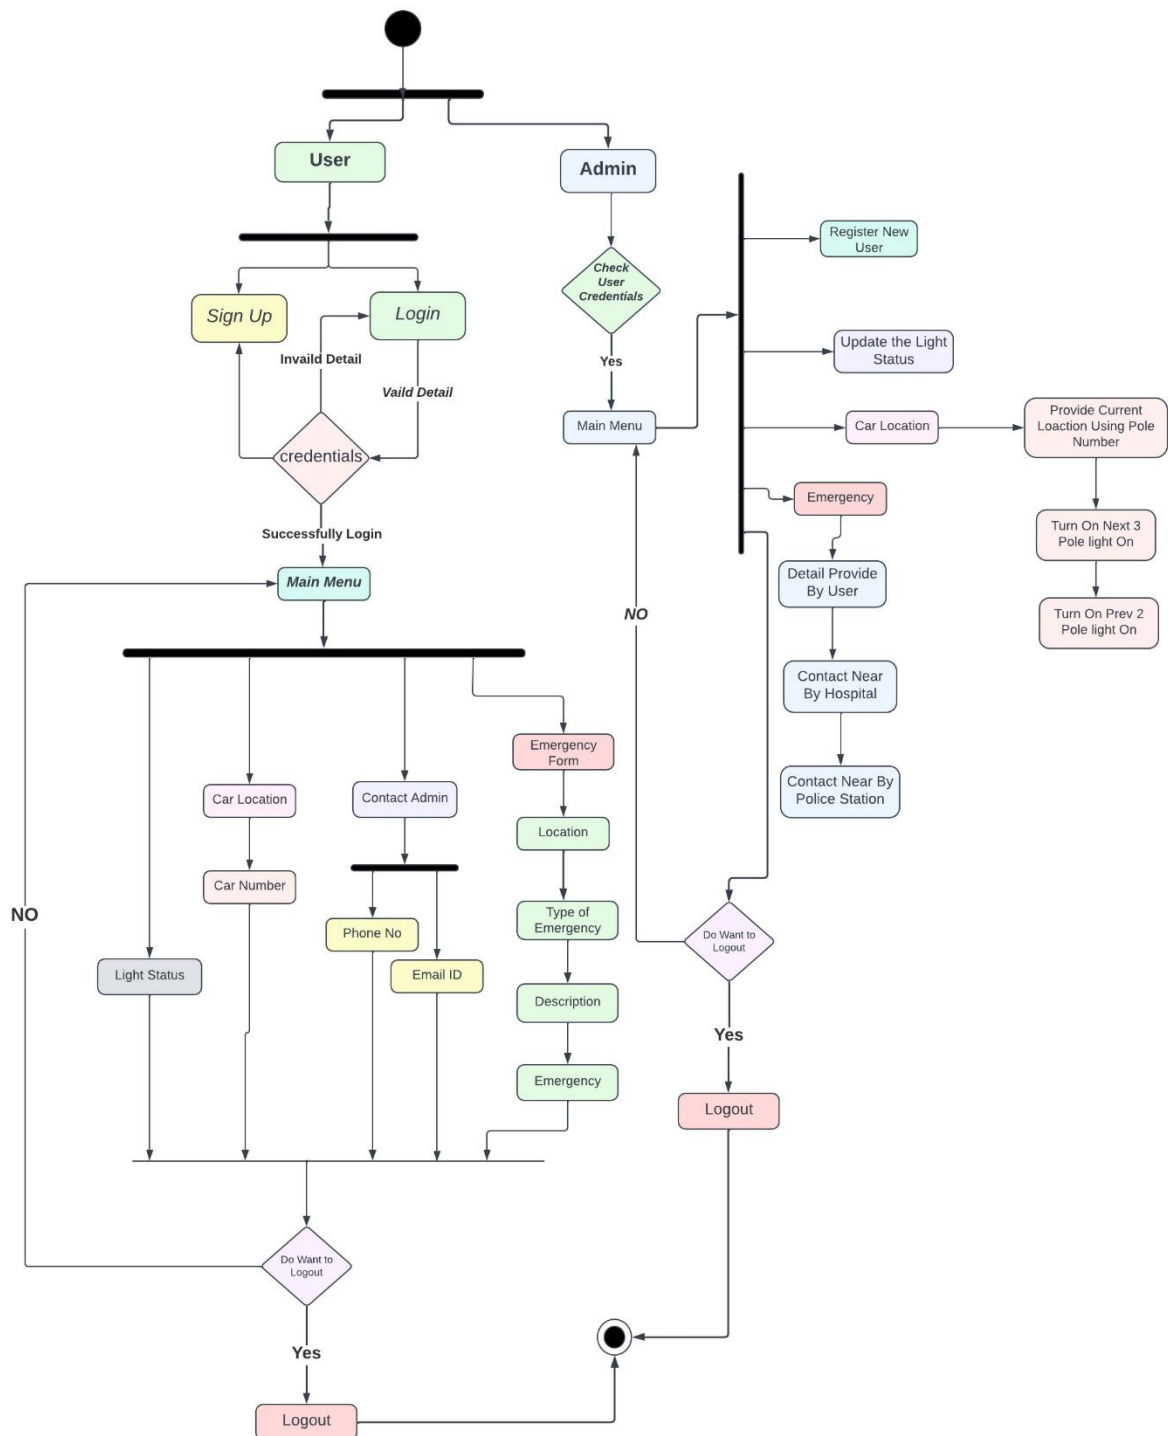 User
Admin
Register New
User
Check
User
Credentials
Sign Up
Login
Invaild Detail
Vaild Detail
Yes
Update the Light
Status
Main Menu
Car Location
Provide Current
Loaction Using Pole
Number
credentials
Emergency
Successfully Login
Turn On Next 3
Pole light On
Main Menu
Detail Provide
By User
NO
Turn On Prev 2
Pole light On
Contact Near
By Hospital
Emergency
Form
Car Location
Contact Admin
Contact Near By
Police Station
Location
Car Number
NO
Phone No
Type of
Emergency
Do Want to
Logout
Light Status
Email ID
Description
Yes
Emergency
Logout
Do Want to
Logout
Yes
Logout